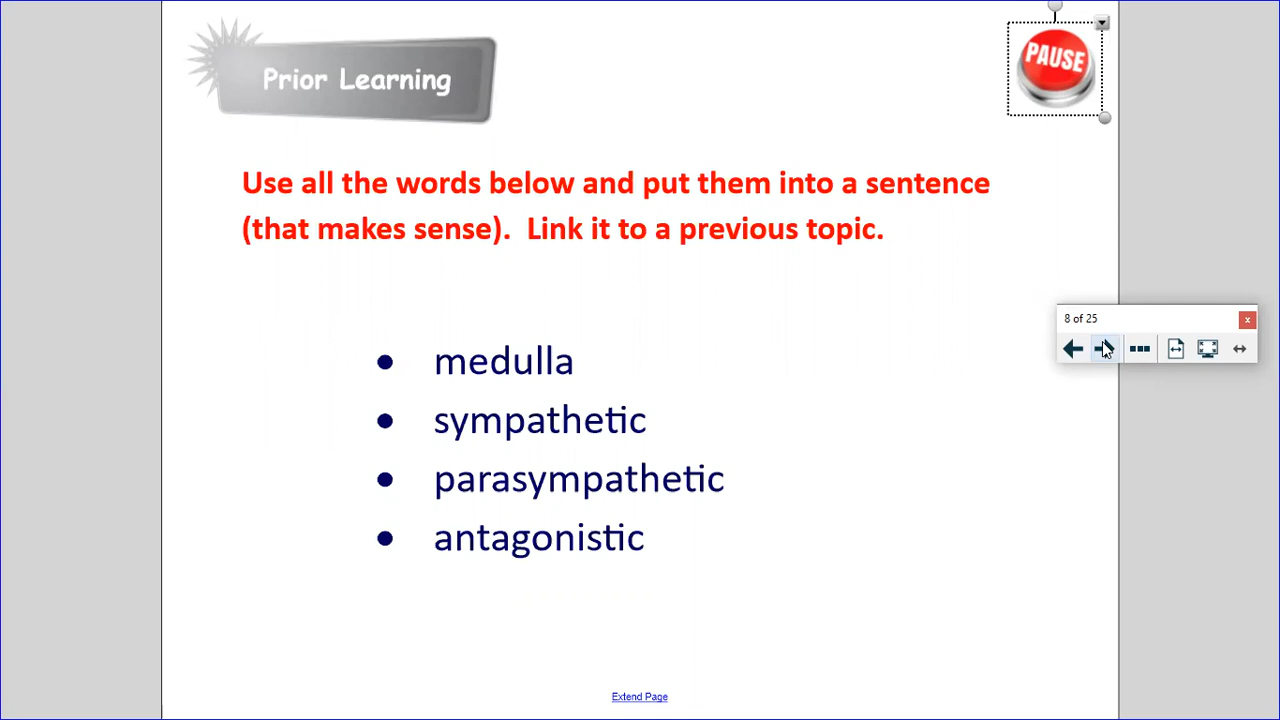 Prior Learning
PAUSE
Use all the words below and put them into a sentence
(that makes sense).  Link it to a previous topic.
8 of 25
x
• medulla
• sympathetic
• parasympathetic
• antagonistic
Extend Page